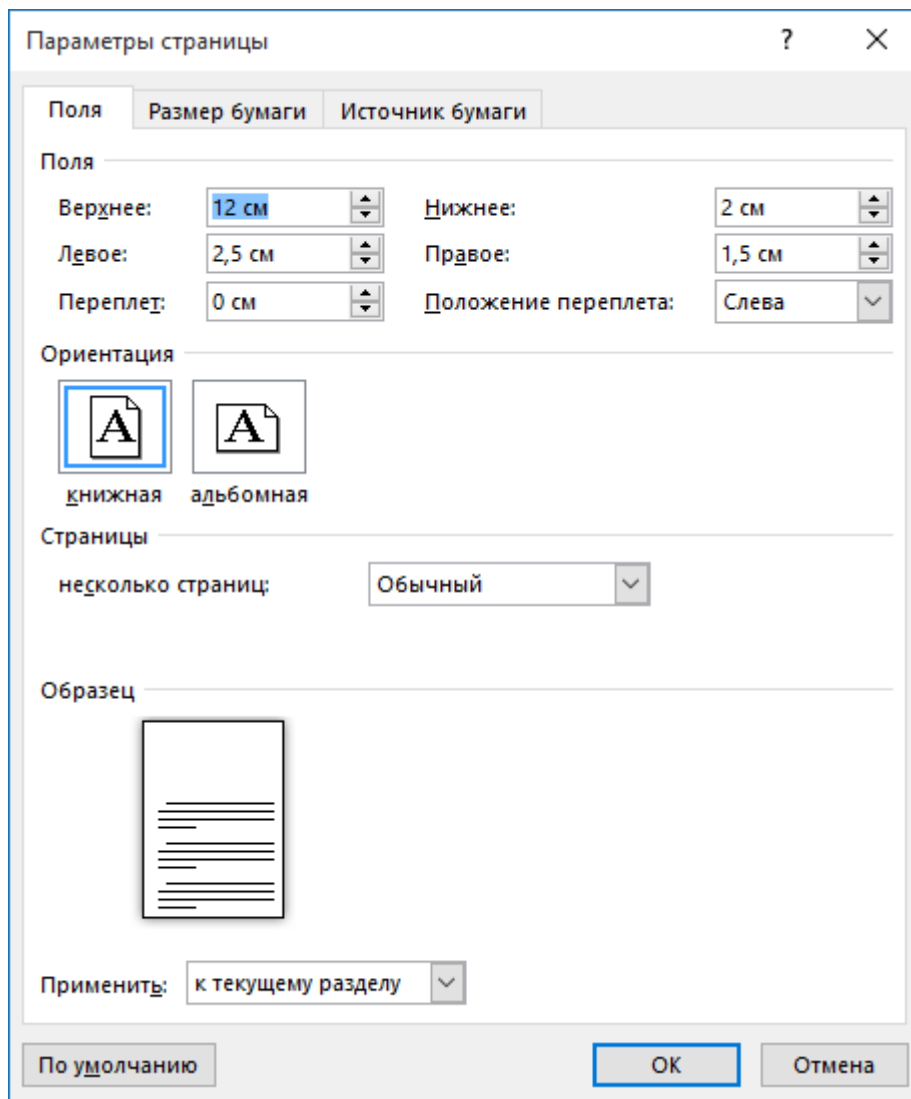 Параметры страницы ?
Поля Размер бумаги Источник бумаги
Поля
Верхнее: 12 см Нижнее: 2 см
Левое: 2,5 см Правое: 1,5 см
Переплет: 0 см Положение переплета: Слева
Ориентация
A A
книжная альбомная
Страницы
несколько страниц: Обычный
Образец
Применить: к текущему разделу
По умолчанию ОК Отмена